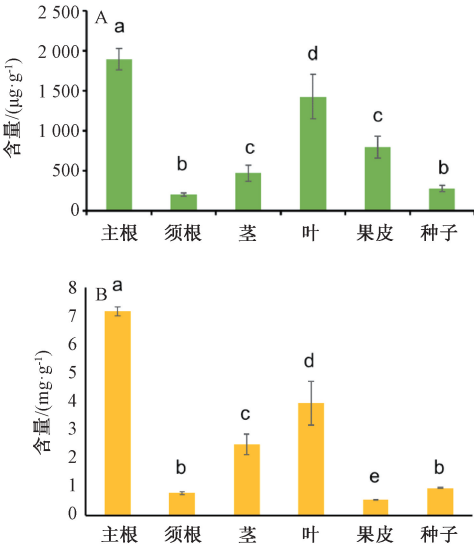 A
含量/(μg·g⁻¹)
2 500
2 000
1 500
1 000
500
0
a
b
c
d
c
b
主根 须根 茎 叶 果皮 种子
B
含量/(mg·g⁻¹)
8
7
6
5
4
3
2
1
0
a
b
c
d
e
b
主根 须根 茎 叶 果皮 种子